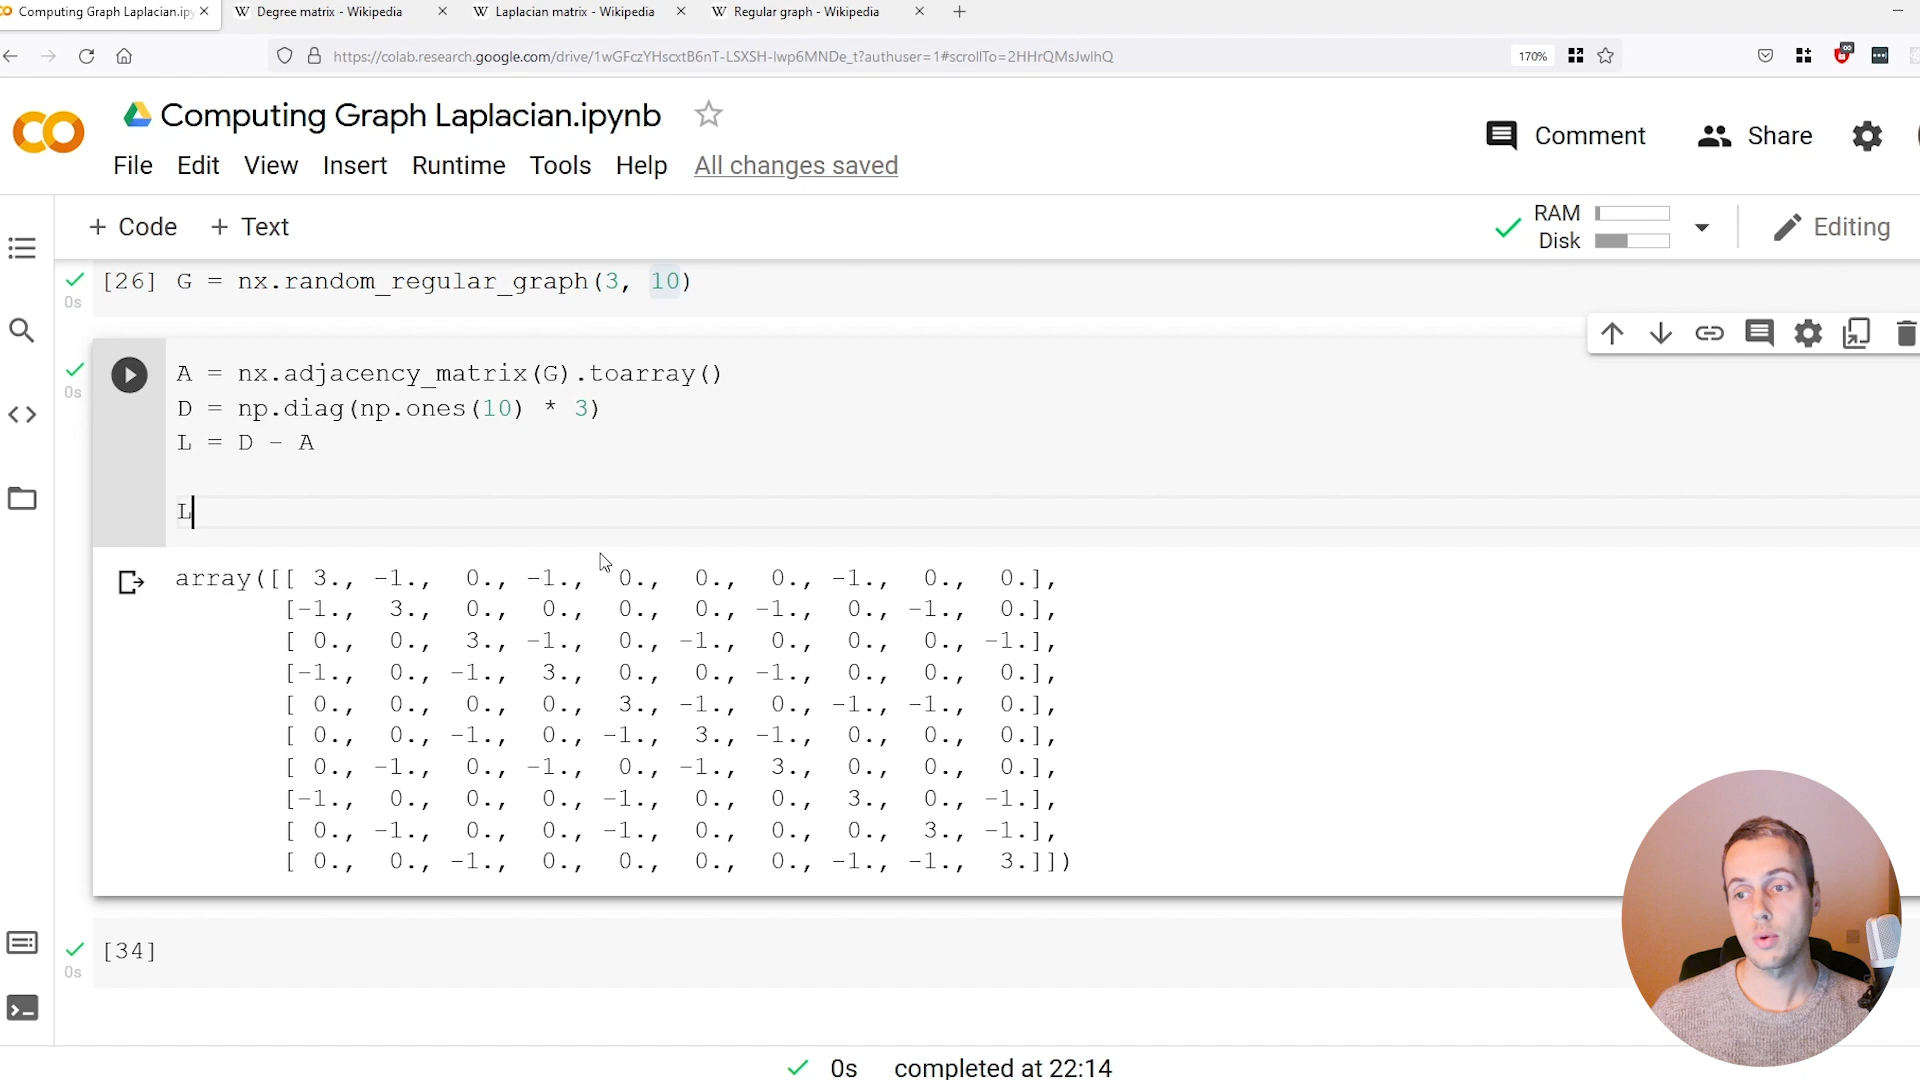 Computing Graph Laplacian.ipy
Degree matrix - Wikipedia
Laplacian matrix - Wikipedia
Regular graph - Wikipedia
https://colab.research.google.com/drive/1wGFczYHscxtB6nT-LSXSH-lwp6MNDe_t?authuser=1#scrollTo=2HHrQMsJwlhQ
170%
Computing Graph Laplacian.ipynb
Comment
Share
File Edit View Insert Runtime Tools Help All changes saved
+ Code + Text
RAM
Disk
Editing
[26] G = nx.random_regular_graph(3, 10)
0s
A = nx.adjacency_matrix(G).toarray()
0s
D = np.diag(np.ones(10) * 3)
L = D - A
L
array([[ 3., -1., 0., -1., 0., 0., 0., -1., 0., 0.],
[-1., 3., 0., 0., 0., 0., -1., 0., -1., 0.],
[ 0., 0., 3., -1., 0., -1., 0., 0., 0., -1.],
[-1., 0., -1., 3., 0., 0., -1., 0., 0., 0.],
[ 0., 0., 0., 0., 3., -1., 0., -1., -1., 0.],
[ 0., 0., -1., 0., -1., 3., -1., 0., 0., 0.],
[ 0., -1., 0., -1., 0., -1., 3., 0., 0., 0.],
[-1., 0., 0., 0., -1., 0., 0., 3., 0., -1.],
[ 0., -1., 0., 0., -1., 0., 0., 0., 3., -1.],
[ 0., 0., -1., 0., 0., 0., 0., -1., -1., 3.]])
[34]
0s
0s completed at 22:14